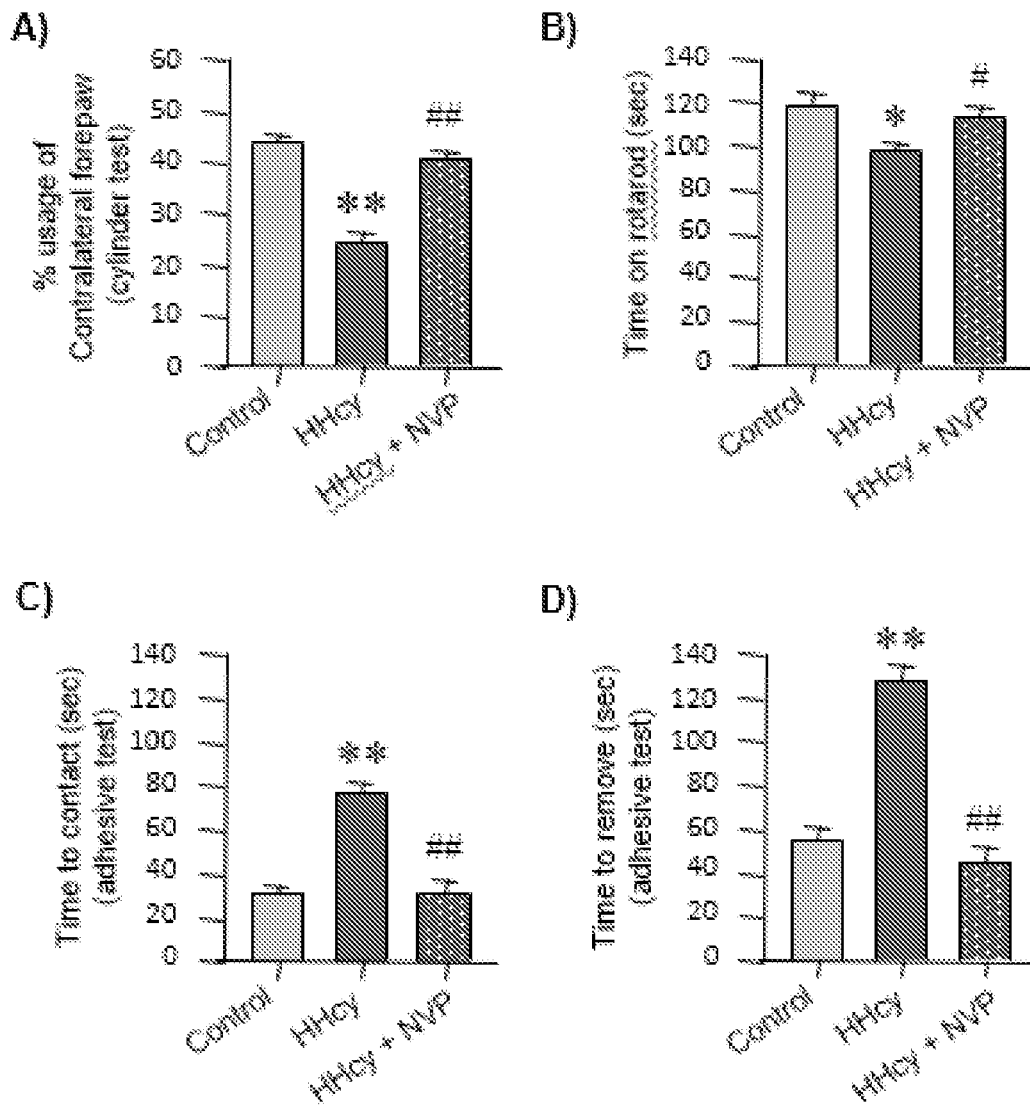 A)
% usage of
Contralateral forepaw
(cylinder test)
60
50
40
30
20
10
0
**
##
Control
HHcy
HHcy + NVP
B)
Time on rotarod (sec)
140
120
100
80
60
40
20
0
*
#
Control
HHcy
HHcy + NVP
C)
Time to contact (sec)
(adhesive test)
140
120
100
80
60
40
20
0
**
##
Control
HHcy
HHcy + NVP
D)
Time to remove (sec)
(adhesive test)
140
120
100
80
60
40
20
0
**
##
Control
HHcy
HHcy + NVP